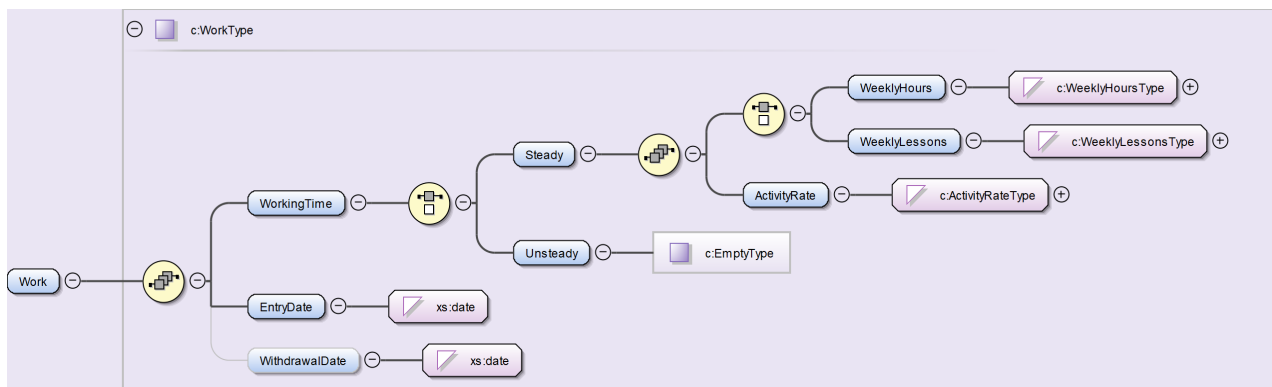 c:WorkType
WeeklyHours
c:WeeklyHoursType
WeeklyLessons
c:WeeklyLessonsType
Steady
ActivityRate
c:ActivityRateType
WorkingTime
Unsteady
c:EmptyType
Work
EntryDate
xs:date
WithdrawalDate
xs:date